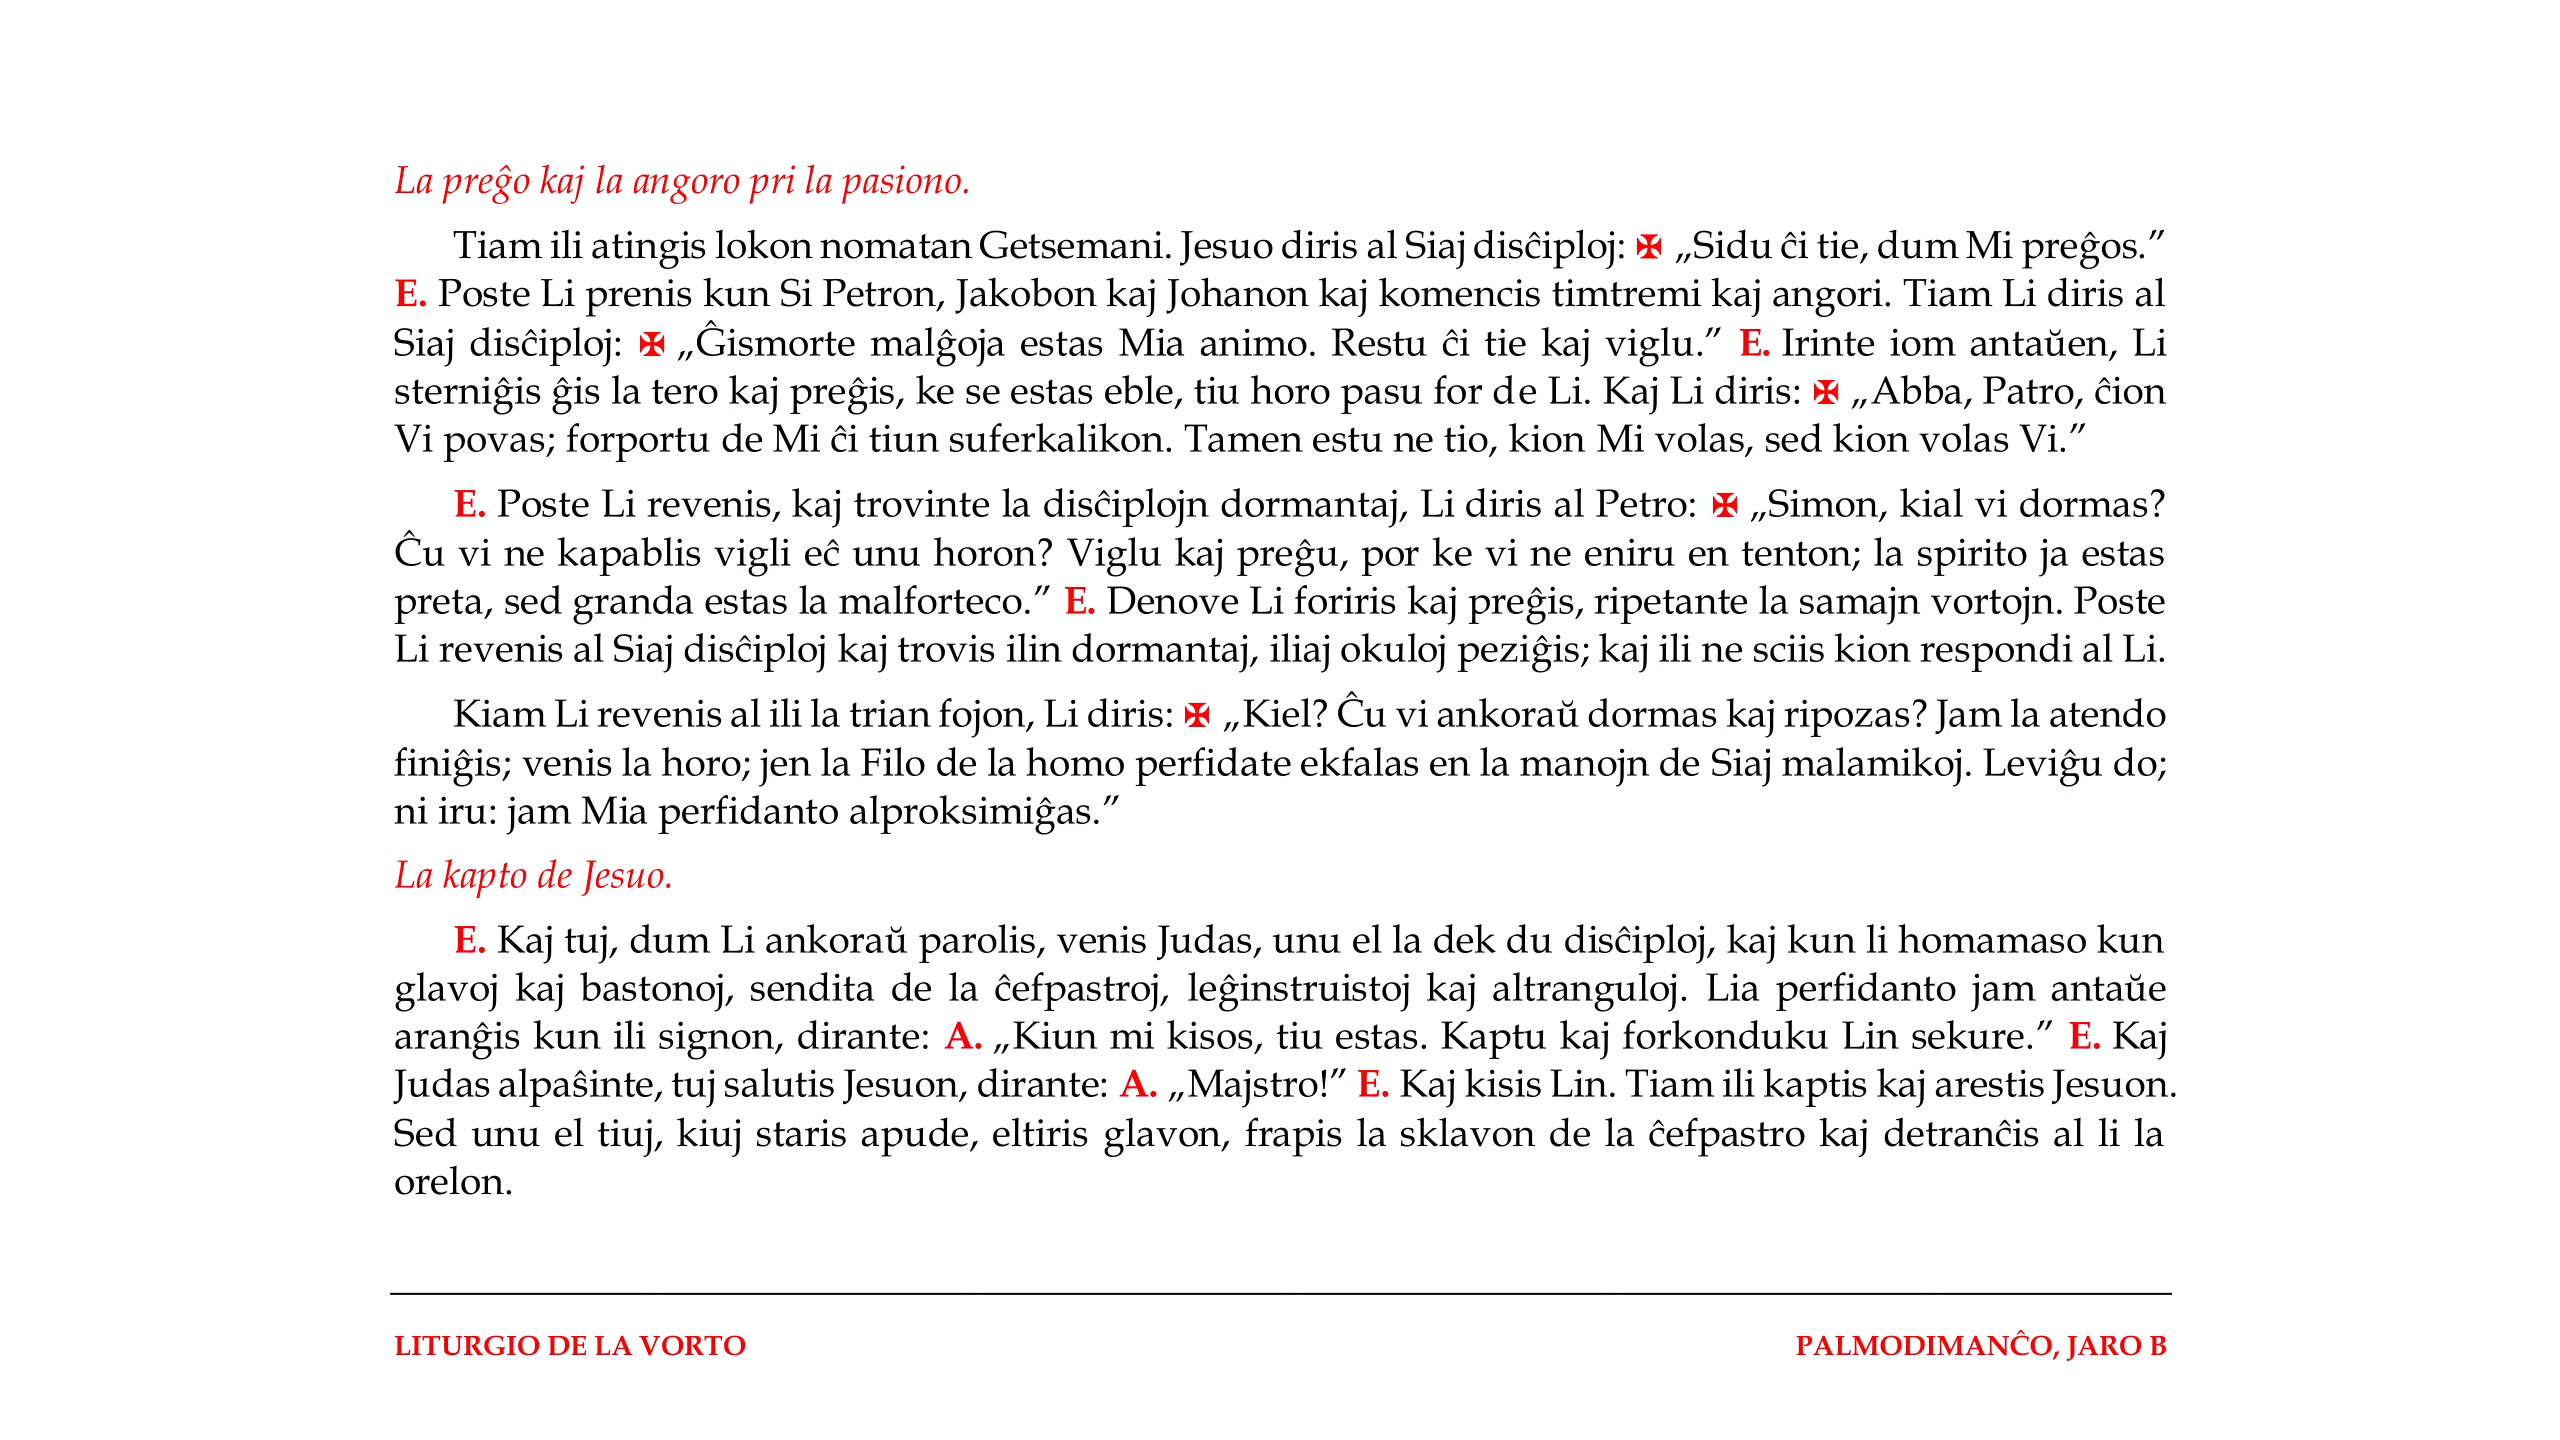 La preĝo kaj la angoro pri la pasiono.
Tiam ili atingis lokon nomatan Getsemani. Jesuo diris al Siaj disĉiploj: ✠ „Sidu ĉi tie, dum Mi preĝos.”
E. Poste Li prenis kun Si Petron, Jakobon kaj Johanon kaj komencis timtremi kaj angori. Tiam Li diris al
Siaj disĉiploj: ✠ „Ĝismorte malĝoja estas Mia animo. Restu ĉi tie kaj viglu.” E. Irinte iom antaŭen, Li
sterniĝis ĝis la tero kaj preĝis, ke se estas eble, tiu horo pasu for de Li. Kaj Li diris: ✠ „Abba, Patro, ĉion
Vi povas; forportu de Mi ĉi tiun suferkalikon. Tamen estu ne tio, kion Mi volas, sed kion volas Vi.”
E. Poste Li revenis, kaj trovinte la disĉiplojn dormantaj, Li diris al Petro: ✠ „Simon, kial vi dormas?
Ĉu vi ne kapablis vigli eĉ unu horon? Viglu kaj preĝu, por ke vi ne eniru en tenton; la spirito ja estas
preta, sed granda estas la malforteco.” E. Denove Li foriris kaj preĝis, ripetante la samajn vortojn. Poste
Li revenis al Siaj disĉiploj kaj trovis ilin dormantaj, iliaj okuloj peziĝis; kaj ili ne sciis kion respondi al Li.
Kiam Li revenis al ili la trian fojon, Li diris: ✠ „Kiel? Ĉu vi ankoraŭ dormas kaj ripozas? Jam la atendo
finiĝis; venis la horo; jen la Filo de la homo perfidate ekfalas en la manojn de Siaj malamikoj. Leviĝu do;
ni iru: jam Mia perfidanto alproksimiĝas.”
La kapto de Jesuo.
E. Kaj tuj, dum Li ankoraŭ parolis, venis Judas, unu el la dek du disĉiploj, kaj kun li homamaso kun
glavoj kaj bastonoj, sendita de la ĉefpastroj, leĝinstruistoj kaj altranguloj. Lia perfidanto jam antaŭe
aranĝis kun ili signon, dirante: A. „Kiun mi kisos, tiu estas. Kaptu kaj forkonduku Lin sekure.” E. Kaj
Judas alpaŝinte, tuj salutis Jesuon, dirante: A. „Majstro!” E. Kaj kisis Lin. Tiam ili kaptis kaj arestis Jesuon.
Sed unu el tiuj, kiuj staris apude, eltiris glavon, frapis la sklavon de la ĉefpastro kaj detranĉis al li la
orelon.
LITURGIO DE LA VORTO
PALMODIMANĈO, JARO B